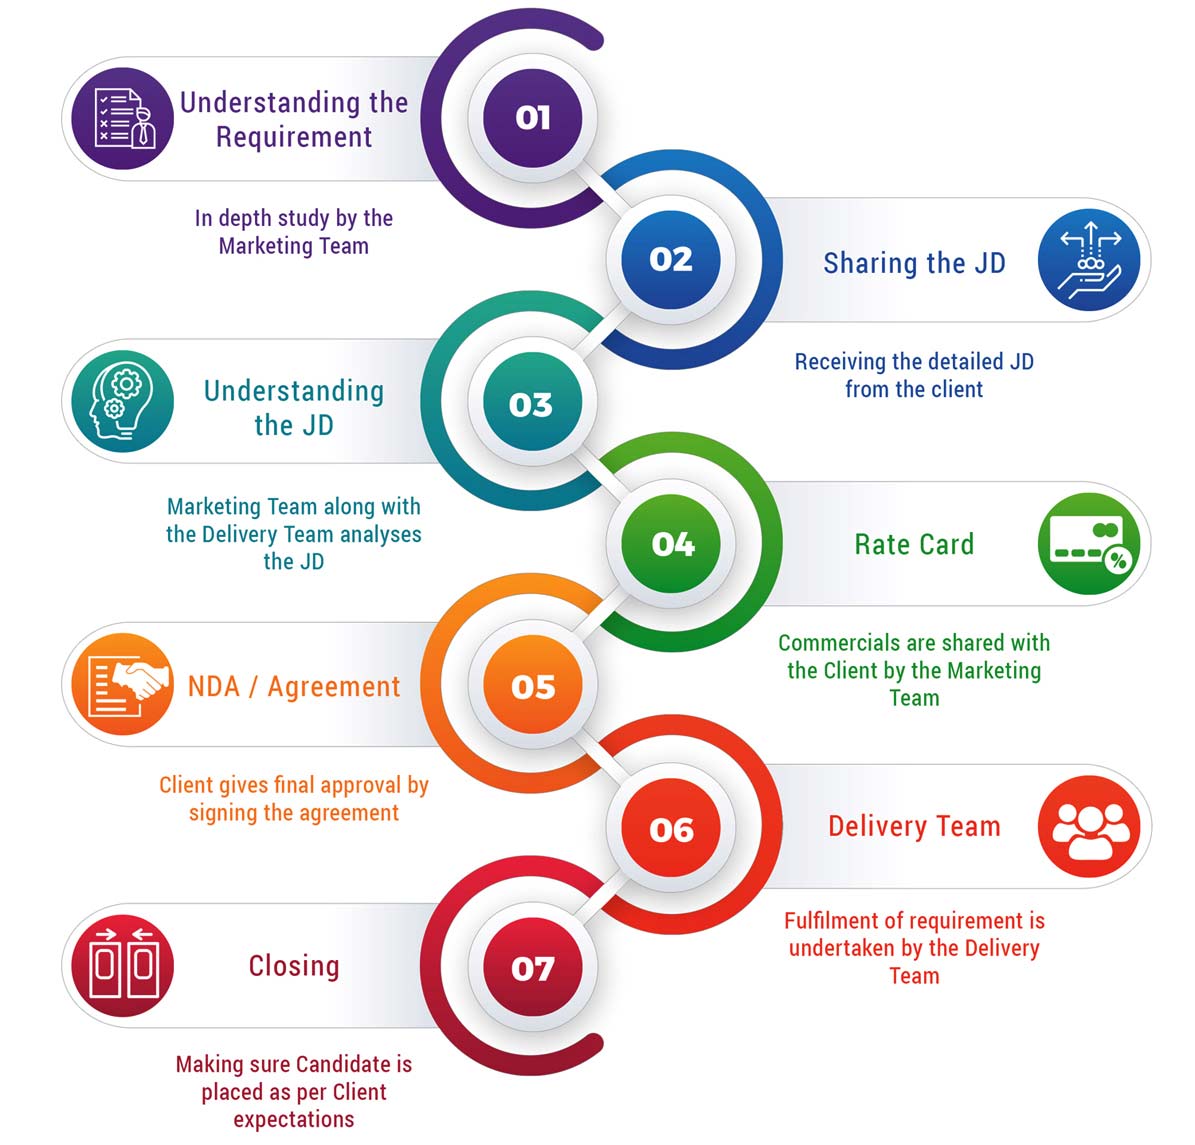 01
Understanding the
Requirement
In depth study by the
Marketing Team
02
Sharing the JD
Receiving the detailed JD
from the client
03
Understanding
the JD
Marketing Team along with
the Delivery Team analyses
the JD
04
Rate Card
%
Commercials are shared with
the Client by the Marketing
Team
05
NDA / Agreement
Client gives final approval by
signing the agreement
06
Delivery Team
Fulfilment of requirement is
undertaken by the Delivery
Team
07
Closing
Making sure Candidate is
placed as per Client
expectations